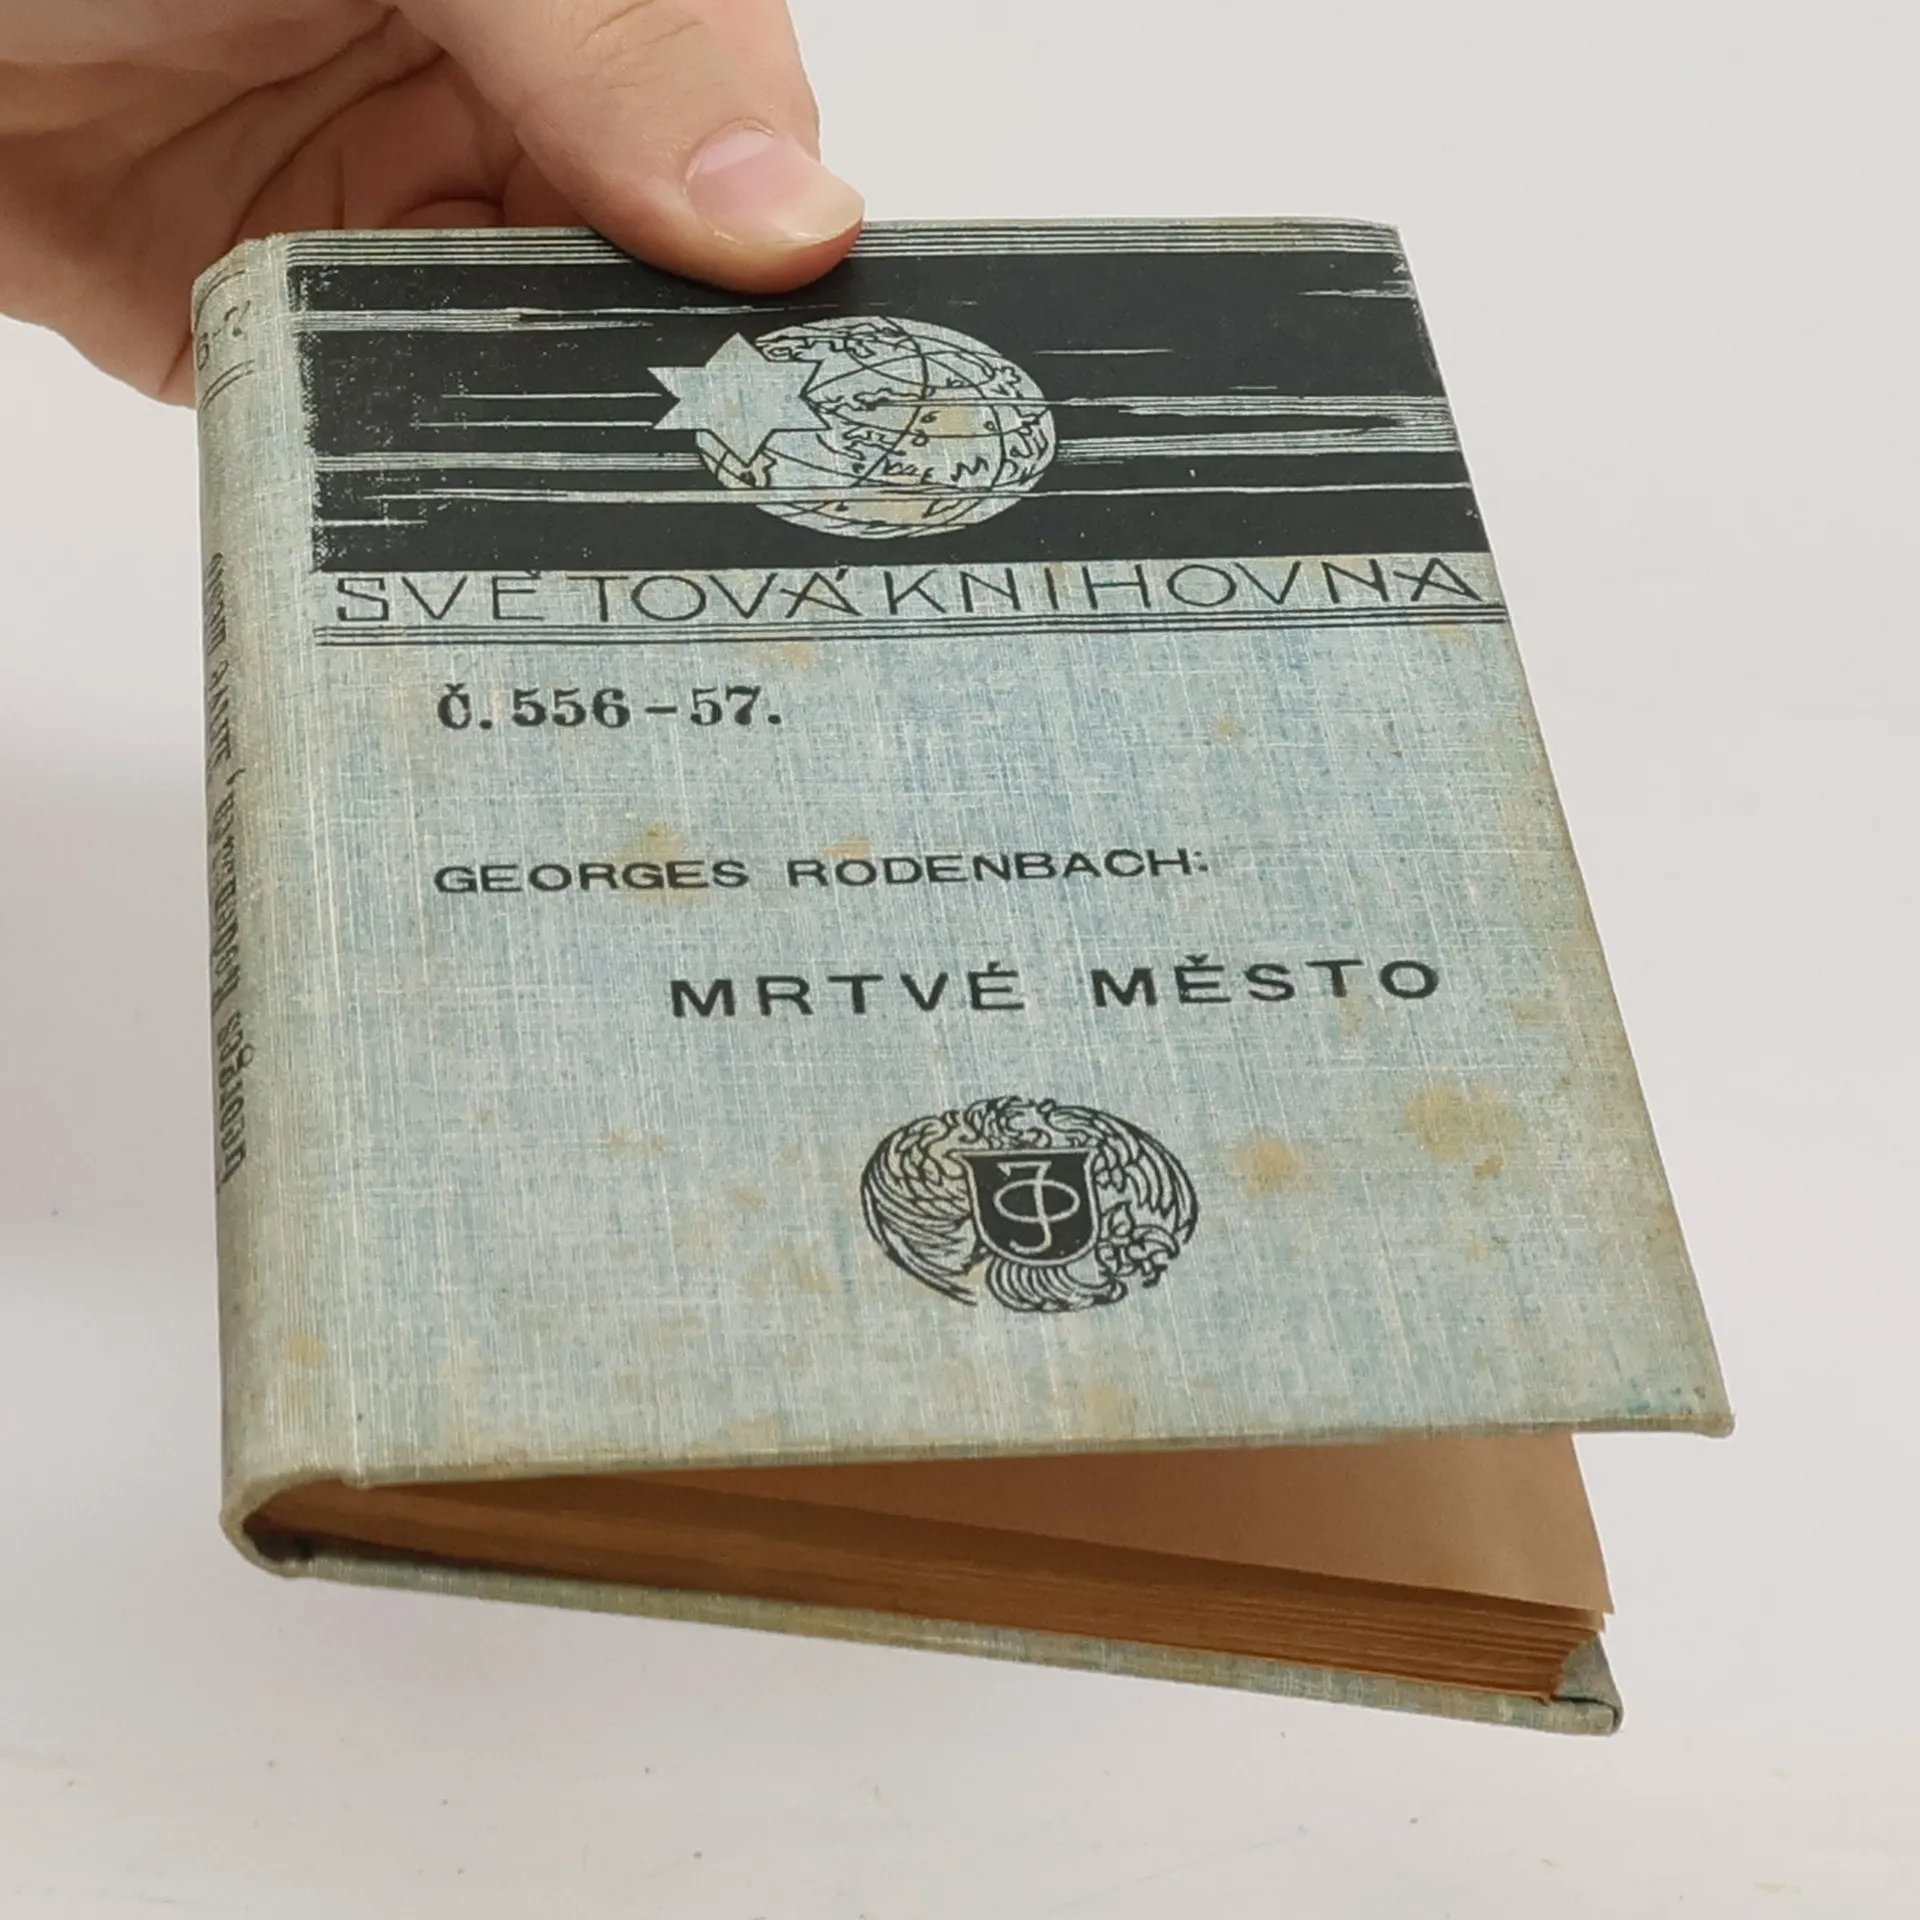 SVĚTOVÁ KNIHOVNA
Č. 556–57.
GEORGES RODENBACH:
MRTVÉ MĚSTO